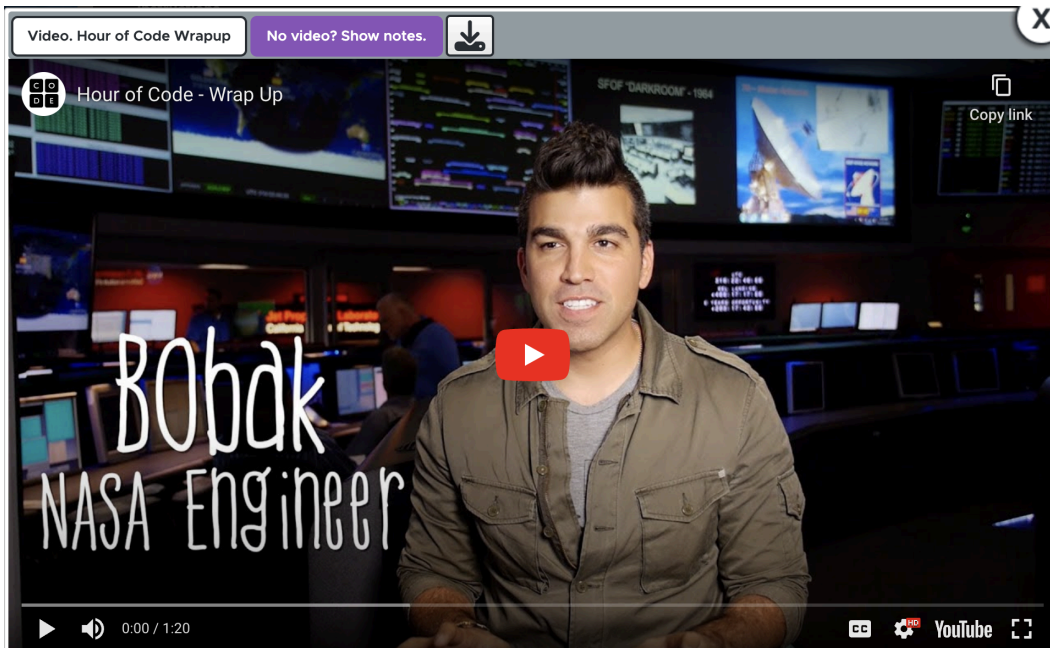 Video. Hour of Code Wrapup
No video? Show notes.
X
C O
D E
Hour of Code - Wrap Up
SFOF "DARKROOM" - 1964
Copy link
BObak
NASA Engineer
0:00 / 1:20
CC
HD
YouTube